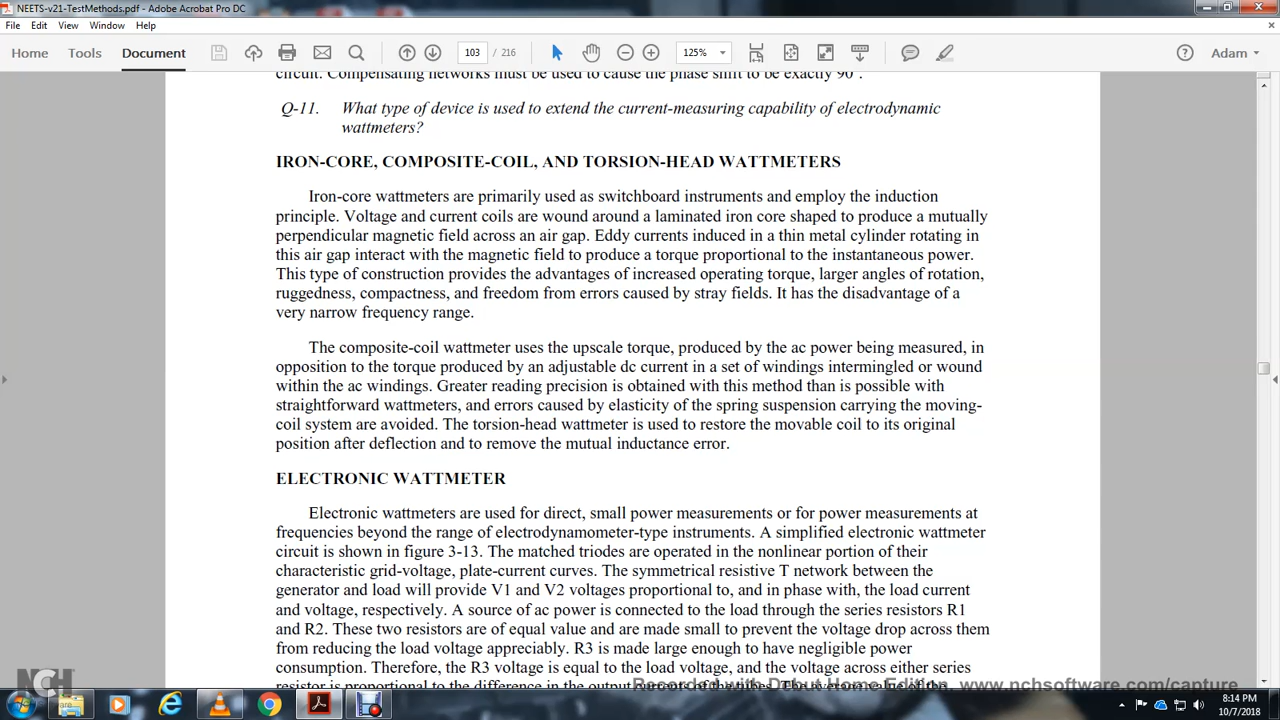 NEETS-v21-TestMethods.pdf - Adobe Acrobat Pro DC
File Edit View Window Help
Home Tools Document 103 / 216 125% Adam
circuit. Compensating networks must be used to cause the phase shift to be exactly 90°.
Q-11. What type of device is used to extend the current-measuring capability of electrodynamic
wattmeters?
IRON-CORE, COMPOSITE-COIL, AND TORSION-HEAD WATTMETERS
Iron-core wattmeters are primarily used as switchboard instruments and employ the induction
principle. Voltage and current coils are wound around a laminated iron core shaped to produce a mutually
perpendicular magnetic field across an air gap. Eddy currents induced in a thin metal cylinder rotating in
this air gap interact with the magnetic field to produce a torque proportional to the instantaneous power.
This type of construction provides the advantages of increased operating torque, larger angles of rotation,
ruggedness, compactness, and freedom from errors caused by stray fields. It has the disadvantage of a
very narrow frequency range.
The composite-coil wattmeter uses the upscale torque, produced by the ac power being measured, in
opposition to the torque produced by an adjustable dc current in a set of windings intermingled or wound
within the ac windings. Greater reading precision is obtained with this method than is possible with
straightforward wattmeters, and errors caused by elasticity of the spring suspension carrying the moving-
coil system are avoided. The torsion-head wattmeter is used to restore the movable coil to its original
position after deflection and to remove the mutual inductance error.
ELECTRONIC WATTMETER
Electronic wattmeters are used for direct, small power measurements or for power measurements at
frequencies beyond the range of electrodynamometer-type instruments. A simplified electronic wattmeter
circuit is shown in figure 3-13. The matched triodes are operated in the nonlinear portion of their
characteristic grid-voltage, plate-current curves. The symmetrical resistive T network between the
generator and load will provide V1 and V2 voltages proportional to, and in phase with, the load current
and voltage, respectively. A source of ac power is connected to the load through the series resistors R1
and R2. These two resistors are of equal value and are made small to prevent the voltage drop across them
from reducing the load voltage appreciably. R3 is made large enough to have negligible power
consumption. Therefore, the R3 voltage is equal to the load voltage, and the voltage across either series
resistor is proportional to the difference in the output
Recorded with Debut Home Edition www.nchsoftware.com/capture
NCH
8:14 PM
10/7/2018